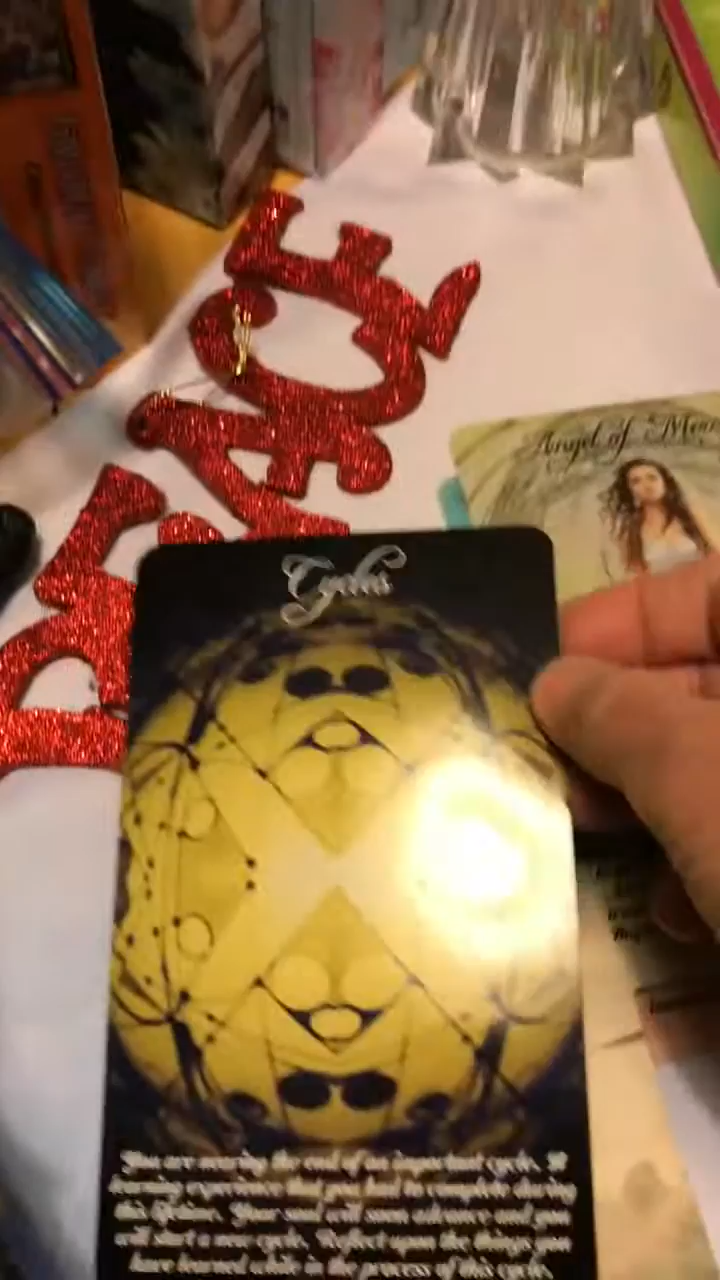 PEACE
Angel of
Cycles
You are nearing the end of an important cycle. A
learning experience that you had to complete during
this lifetime. Your soul will soon advance and you
will start a new cycle. Reflect upon the things you
have learned while in the process of this cycle.